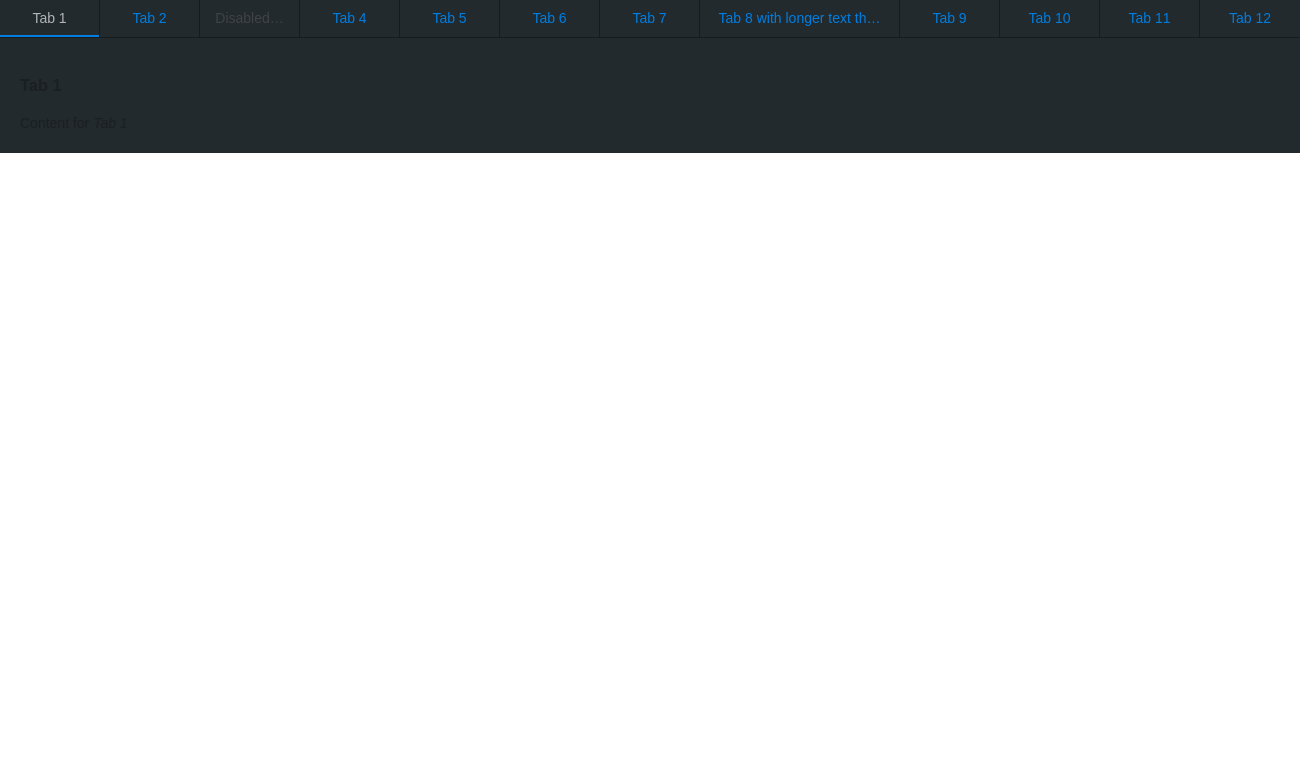 Tab 1 Tab 2 Disabled… Tab 4 Tab 5 Tab 6 Tab 7 Tab 8 with longer text th… Tab 9 Tab 10 Tab 11 Tab 12
Tab 1
Content for Tab 1